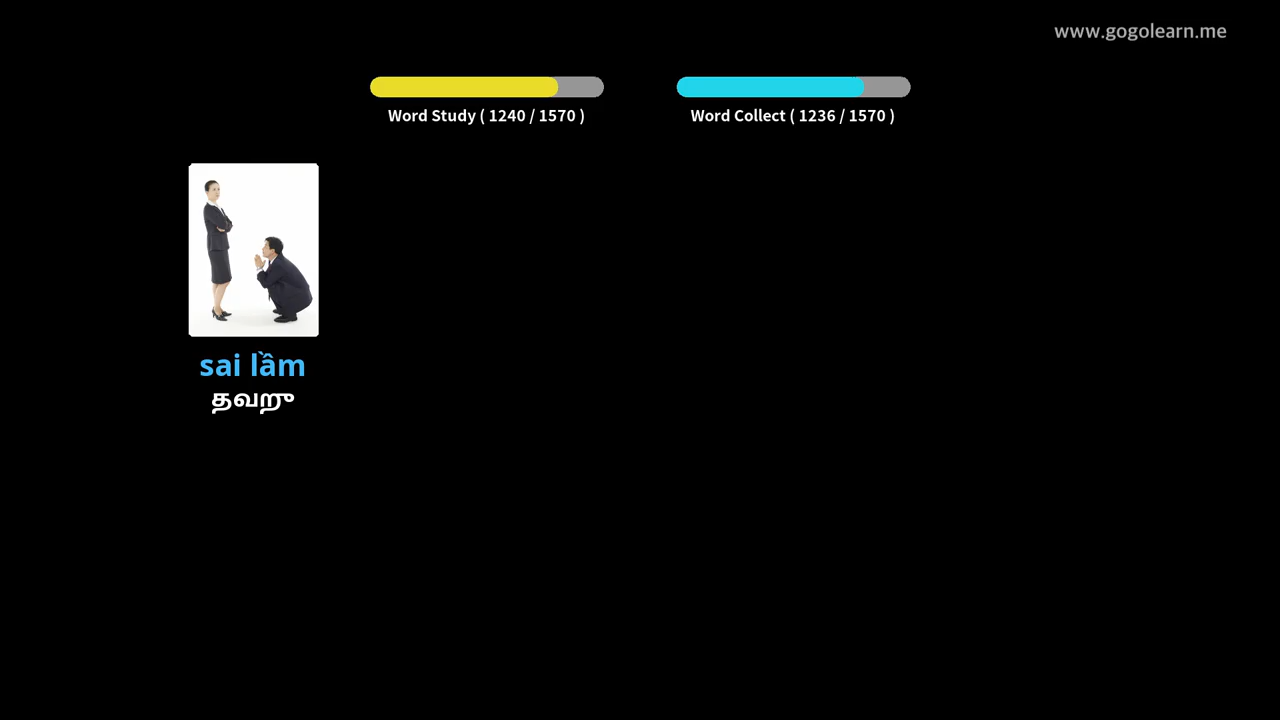 www.gogolearn.me
Word Study ( 1240 / 1570 )
Word Collect ( 1236 / 1570 )
sai lầm
தவறு